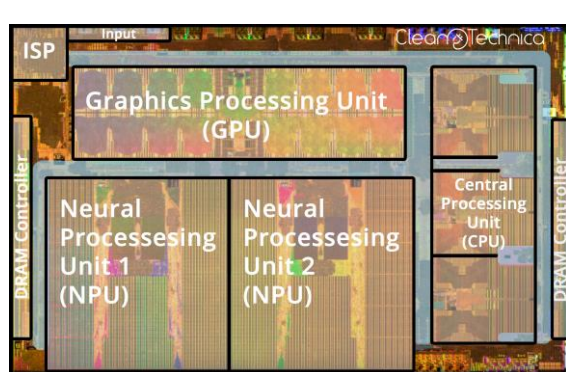 Input
CleanTechnica
ISP
Graphics Processing Unit
(GPU)
DRAM Controller
Neural
Processesing
Unit 1
(NPU)
Neural
Processesing
Unit 2
(NPU)
Central
Processing
Unit
(CPU)
DRAM Controller